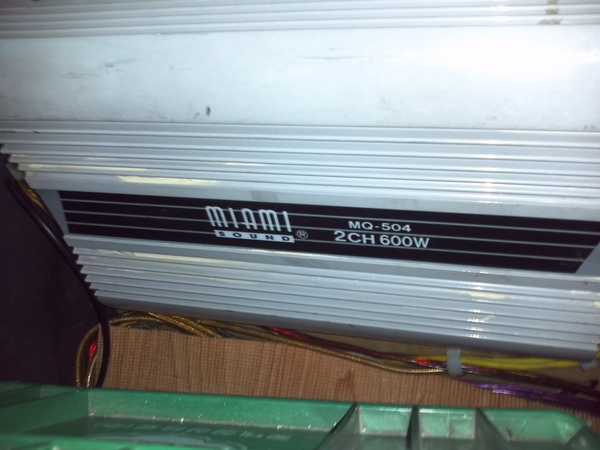 MIAMI
SOUND ®
MQ-504
2CH 600W